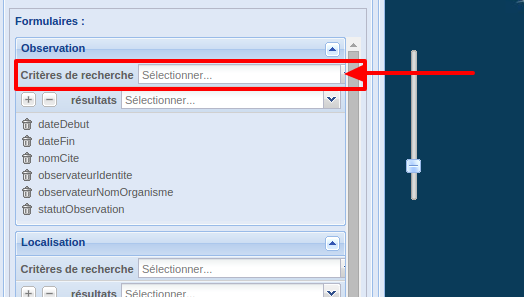 Formulaires :
Observation
Critères de recherche Sélectionner...
résultats Sélectionner...
dateDebut
dateFin
nomCite
observateurIdentite
observateurNomOrganisme
statutObservation
Localisation
Critères de recherche Sélectionner...
résultats Sélectionner...